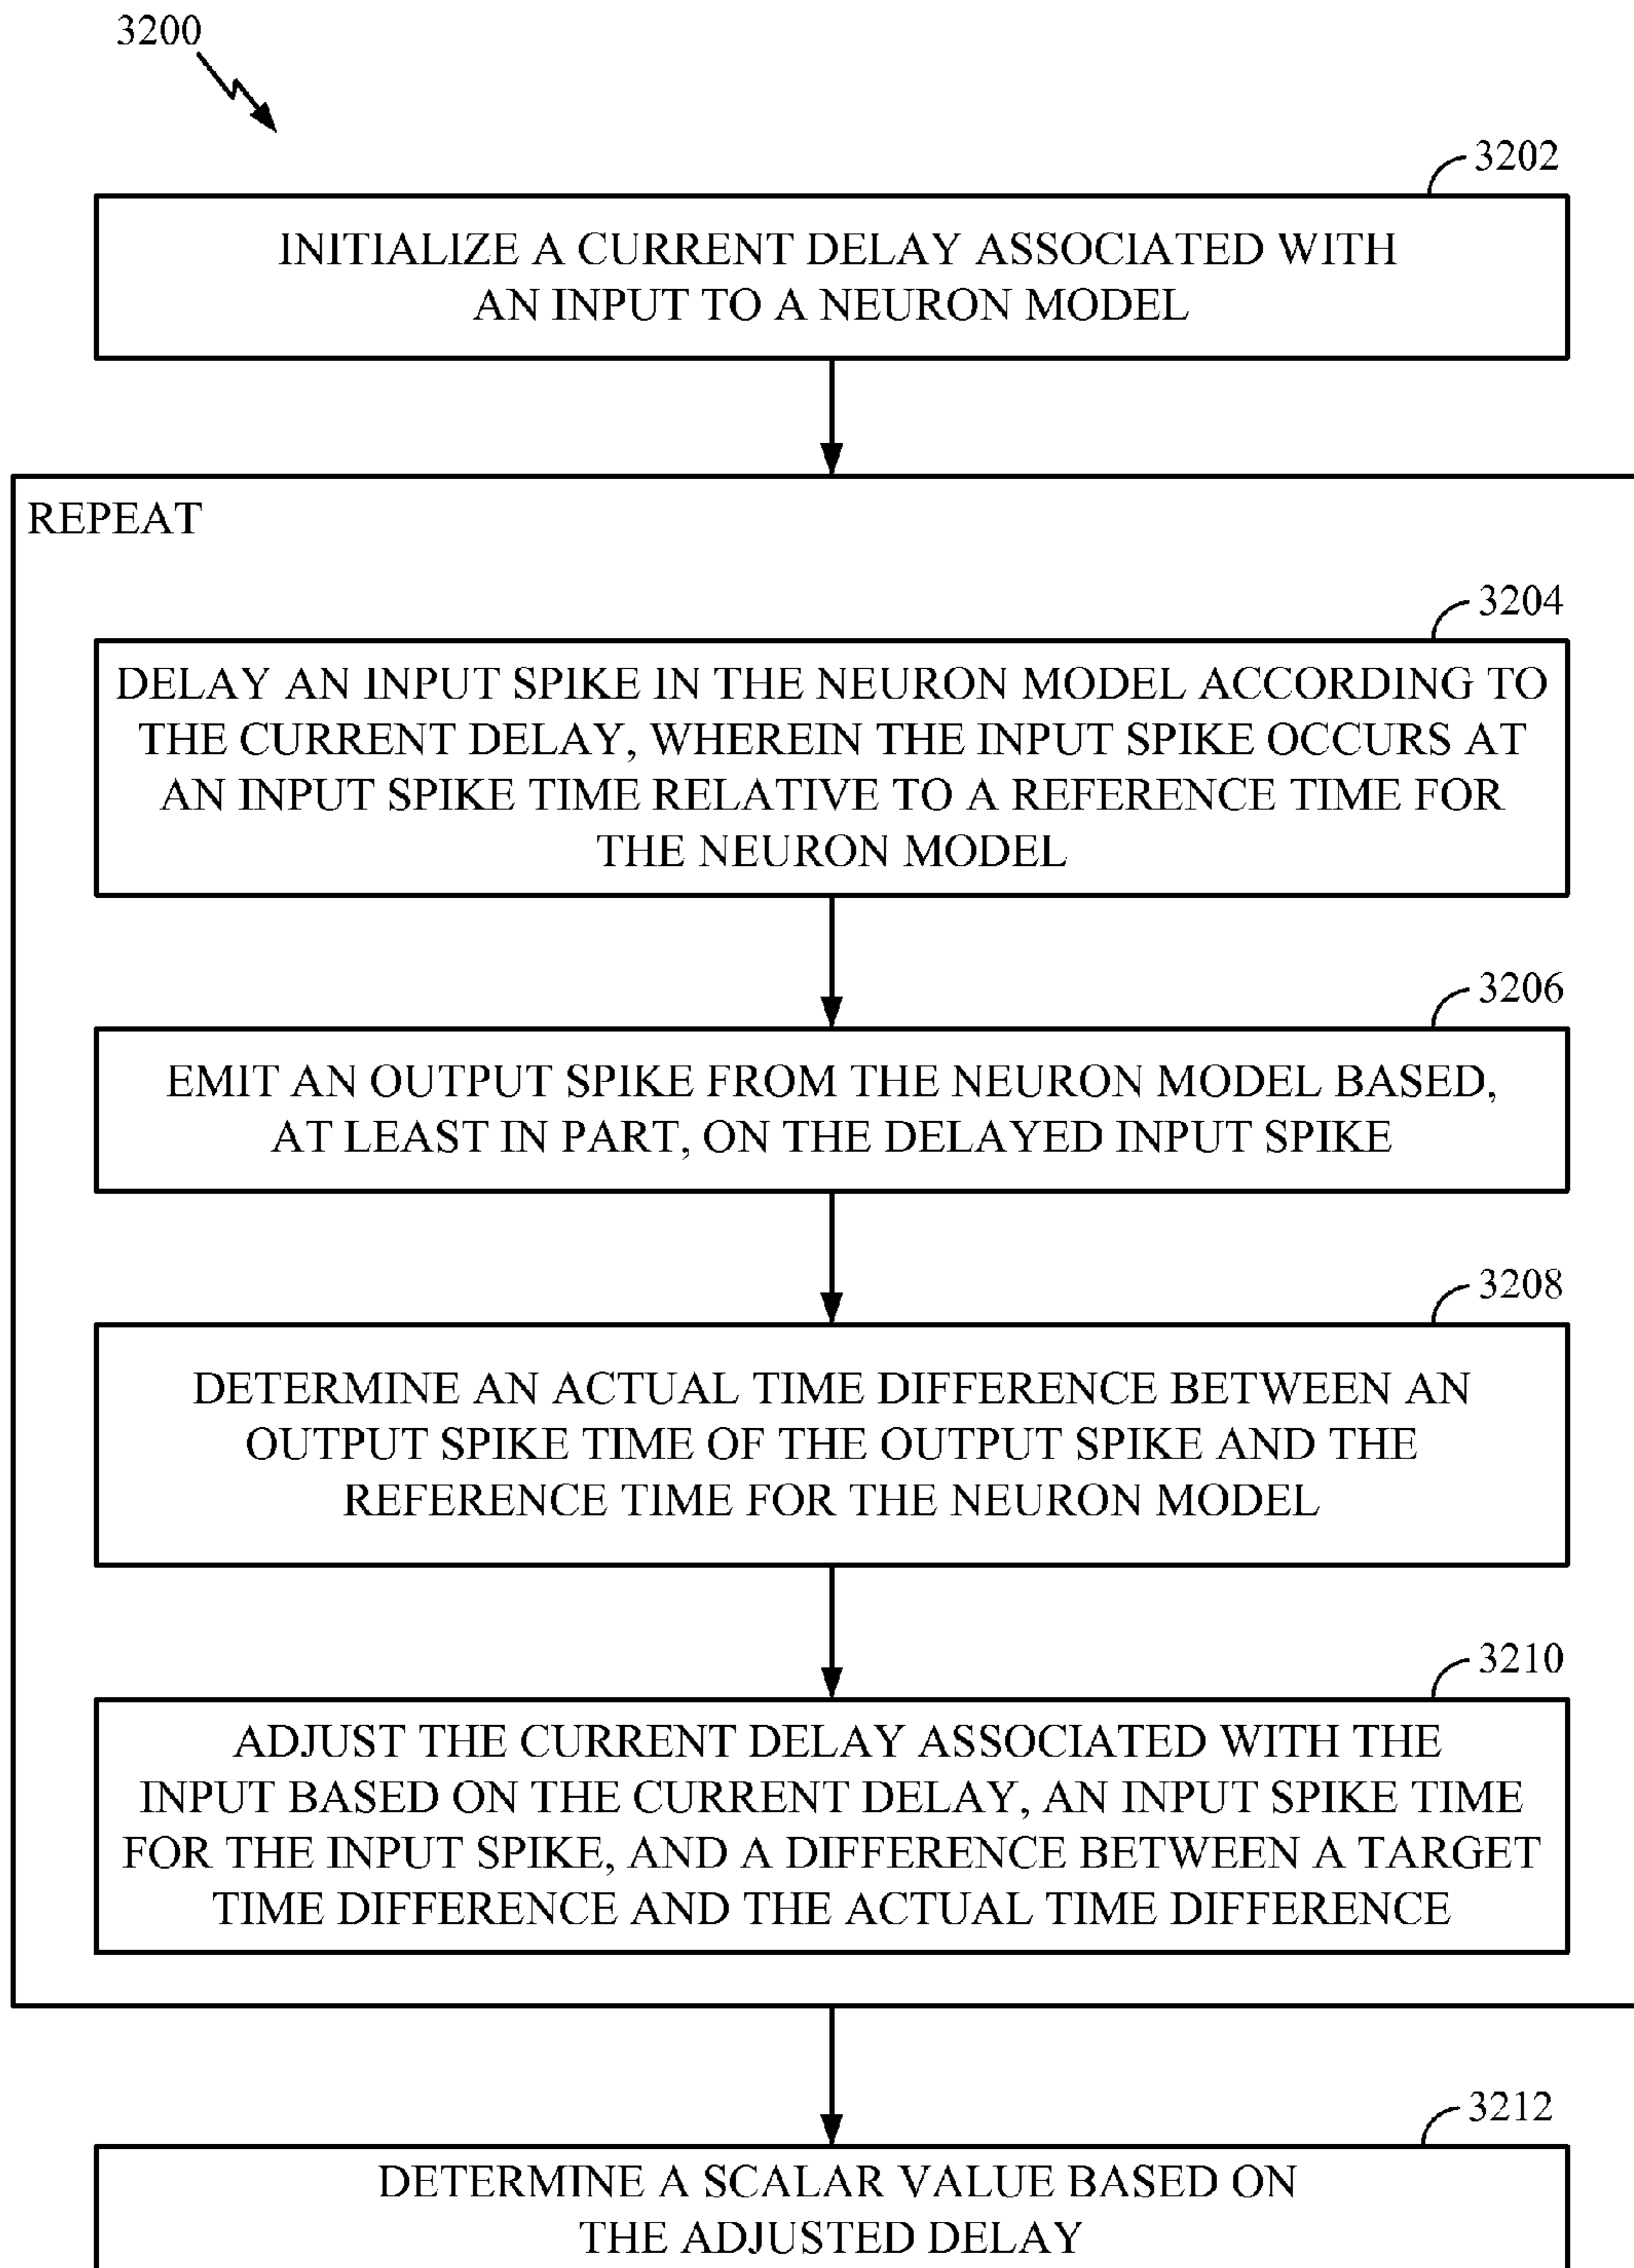 3200
3202
INITIALIZE A CURRENT DELAY ASSOCIATED WITH
AN INPUT TO A NEURON MODEL
REPEAT
3204
DELAY AN INPUT SPIKE IN THE NEURON MODEL ACCORDING TO
THE CURRENT DELAY, WHEREIN THE INPUT SPIKE OCCURS AT
AN INPUT SPIKE TIME RELATIVE TO A REFERENCE TIME FOR
THE NEURON MODEL
3206
EMIT AN OUTPUT SPIKE FROM THE NEURON MODEL BASED,
AT LEAST IN PART, ON THE DELAYED INPUT SPIKE
3208
DETERMINE AN ACTUAL TIME DIFFERENCE BETWEEN AN
OUTPUT SPIKE TIME OF THE OUTPUT SPIKE AND THE
REFERENCE TIME FOR THE NEURON MODEL
3210
ADJUST THE CURRENT DELAY ASSOCIATED WITH THE
INPUT BASED ON THE CURRENT DELAY, AN INPUT SPIKE TIME
FOR THE INPUT SPIKE, AND A DIFFERENCE BETWEEN A TARGET
TIME DIFFERENCE AND THE ACTUAL TIME DIFFERENCE
3212
DETERMINE A SCALAR VALUE BASED ON
THE ADJUSTED DELAY